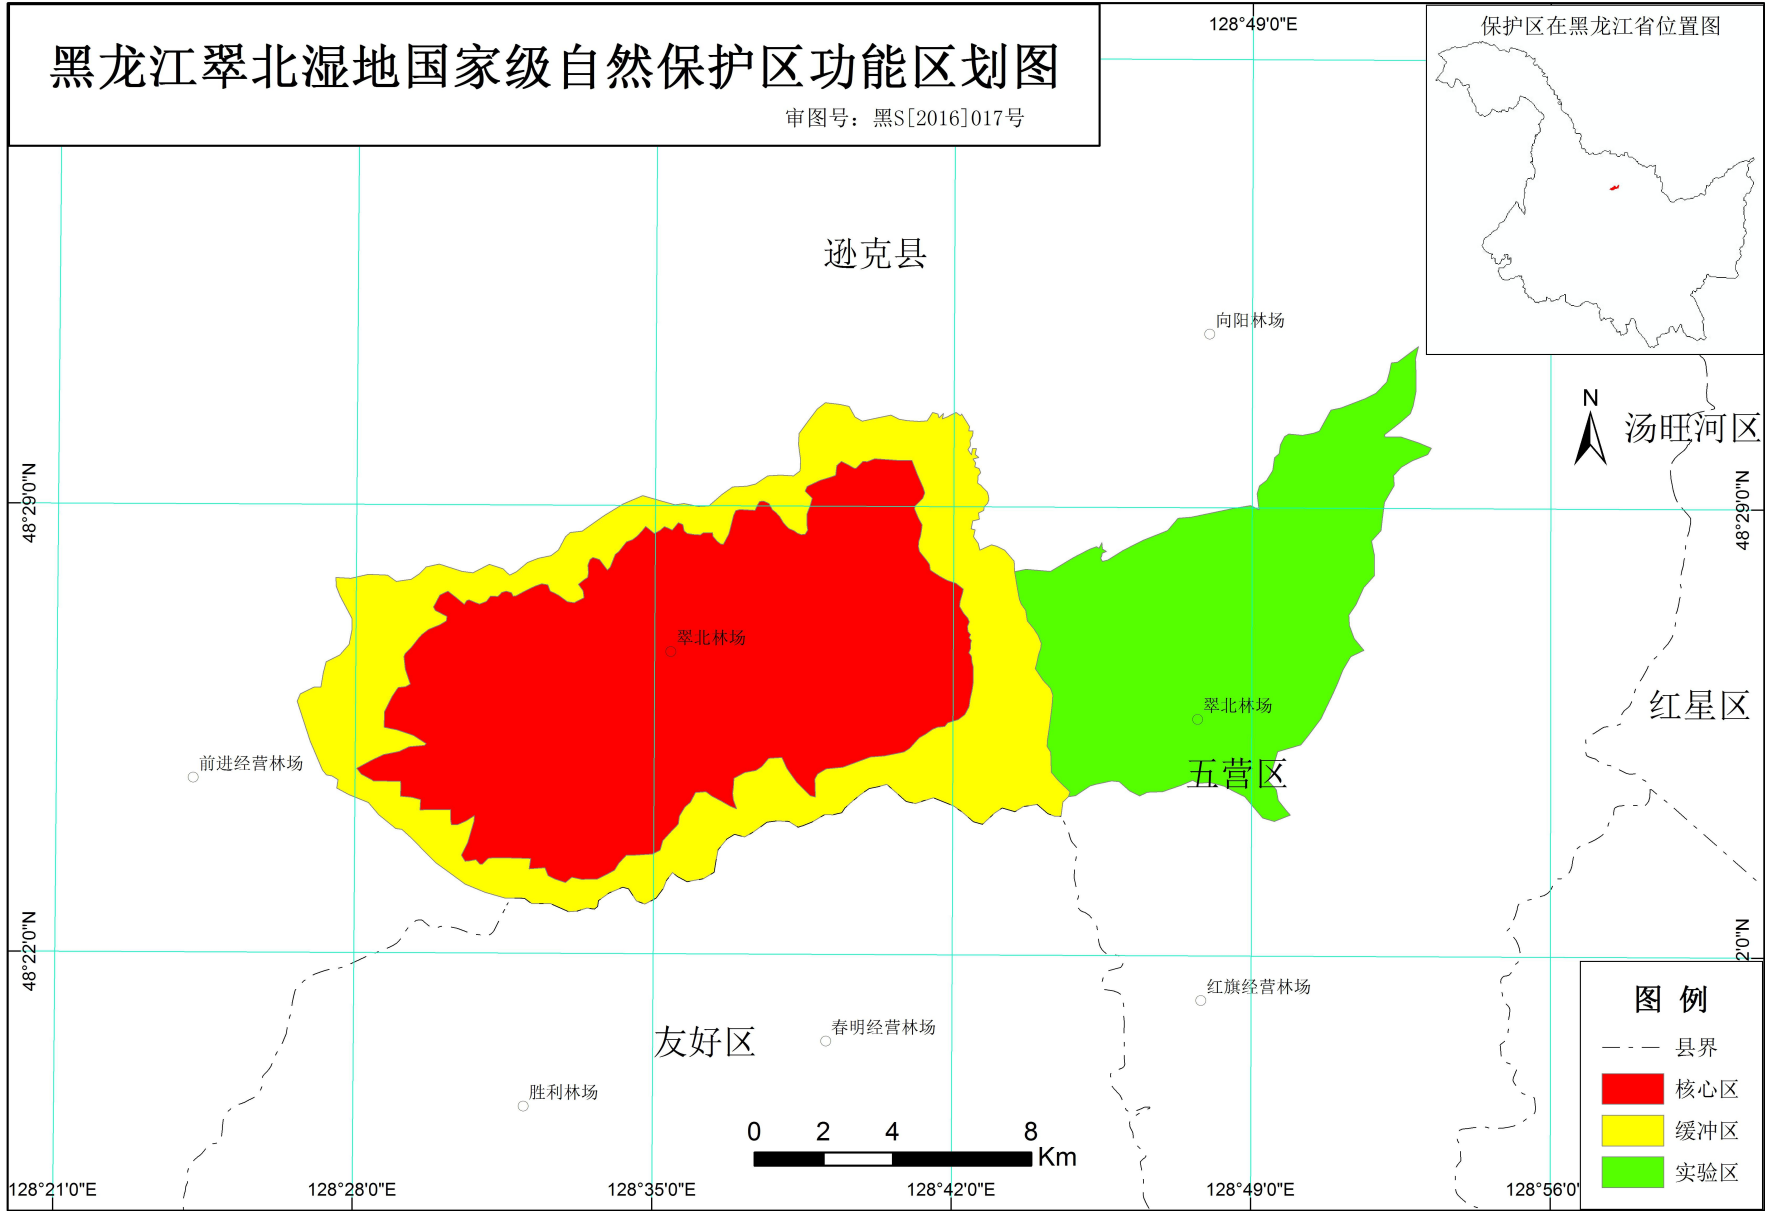 黑龙江翠北湿地国家级自然保护区功能区划图
审图号：黑S[2016]017号
128°49'0"E
保护区在黑龙江省位置图
逊克县
向阳林场
N
汤旺河区
48°29'0"N
48°29'0"N
翠北林场
翠北林场
红星区
前进经营林场
五营区
48°22'0"N
2'0"N
红旗经营林场
友好区
春明经营林场
胜利林场
0 2 4 8
Km
图 例
县界
核心区
缓冲区
实验区
128°21'0"E
128°28'0"E
128°35'0"E
128°42'0"E
128°49'0"E
128°56'0"